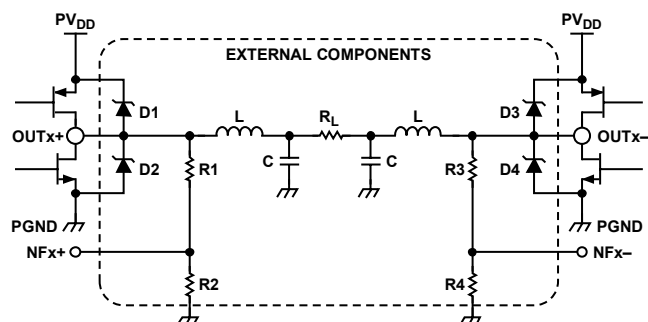 PVDD
PVDD
EXTERNAL COMPONENTS
D1
L
RL
L
D3
OUTx+
OUTx–
C
C
D2
R1
R3
D4
PGND
PGND
NFx+
NFx–
R2
R4